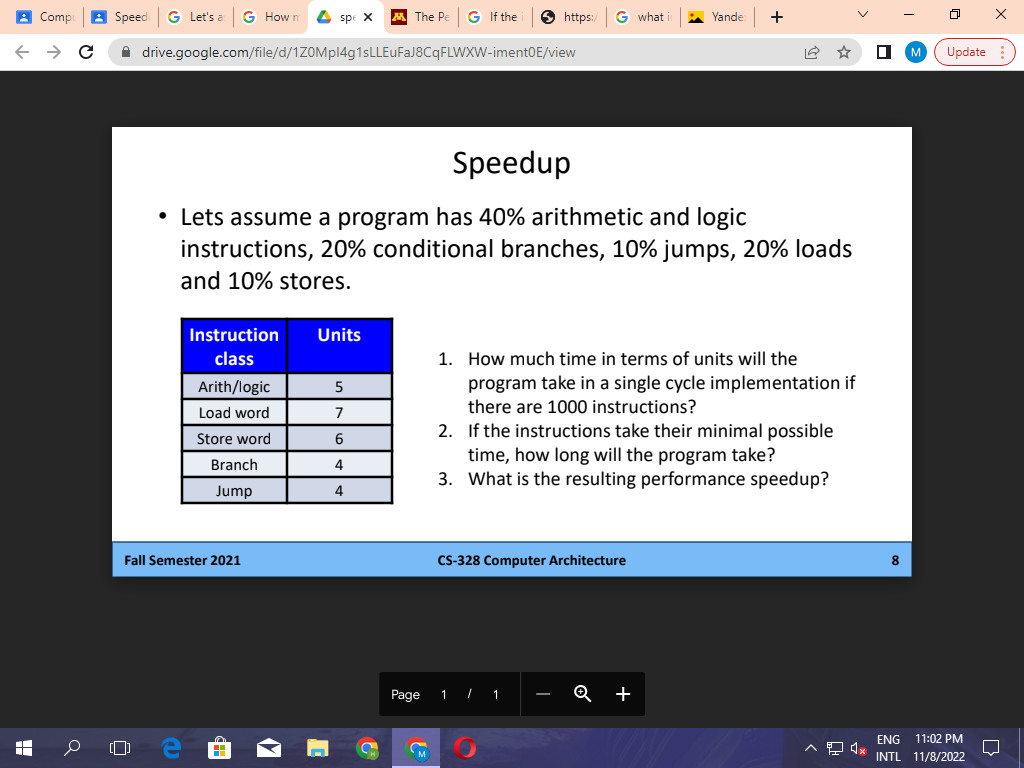 Comp
Speed
Let's a
How n
spe
The Pe
If the i
https:/
what i
Yande
drive.google.com/file/d/1Z0Mpl4g1sLLEuFaJ8CqFLWXW-iment0E/view
M
Update
Speedup
• Lets assume a program has 40% arithmetic and logic
instructions, 20% conditional branches, 10% jumps, 20% loads
and 10% stores.
Instruction class Units
Arith/logic 5
Load word 7
Store word 6
Branch 4
Jump 4
1. How much time in terms of units will the
program take in a single cycle implementation if
there are 1000 instructions?
2. If the instructions take their minimal possible
time, how long will the program take?
3. What is the resulting performance speedup?
Fall Semester 2021 CS-328 Computer Architecture 8
Page 1 / 1
ENG 11:02 PM
INTL 11/8/2022